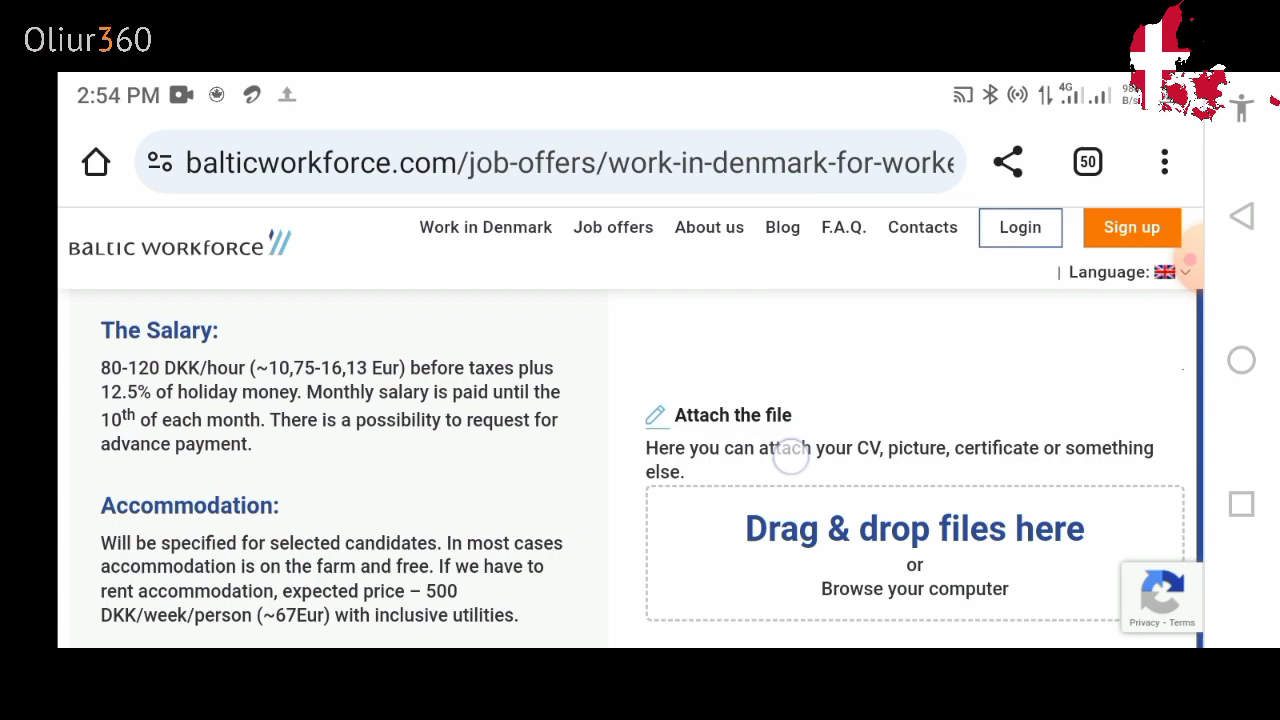 Oliur360
2:54 PM
4G
B/s
balticworkforce.com/job-offers/work-in-denmark-for-worke
50
BALTIC WORKFORCE
Work in Denmark Job offers About us Blog F.A.Q. Contacts Login Sign up
| Language:
The Salary:
80-120 DKK/hour (~10,75-16,13 Eur) before taxes plus
12.5% of holiday money. Monthly salary is paid until the
10th of each month. There is a possibility to request for
advance payment.
Accommodation:
Will be specified for selected candidates. In most cases
accommodation is on the farm and free. If we have to
rent accommodation, expected price – 500
DKK/week/person (~67Eur) with inclusive utilities.
Attach the file
Here you can attach your CV, picture, certificate or something
else.
Drag & drop files here
or
Browse your computer
Privacy - Terms